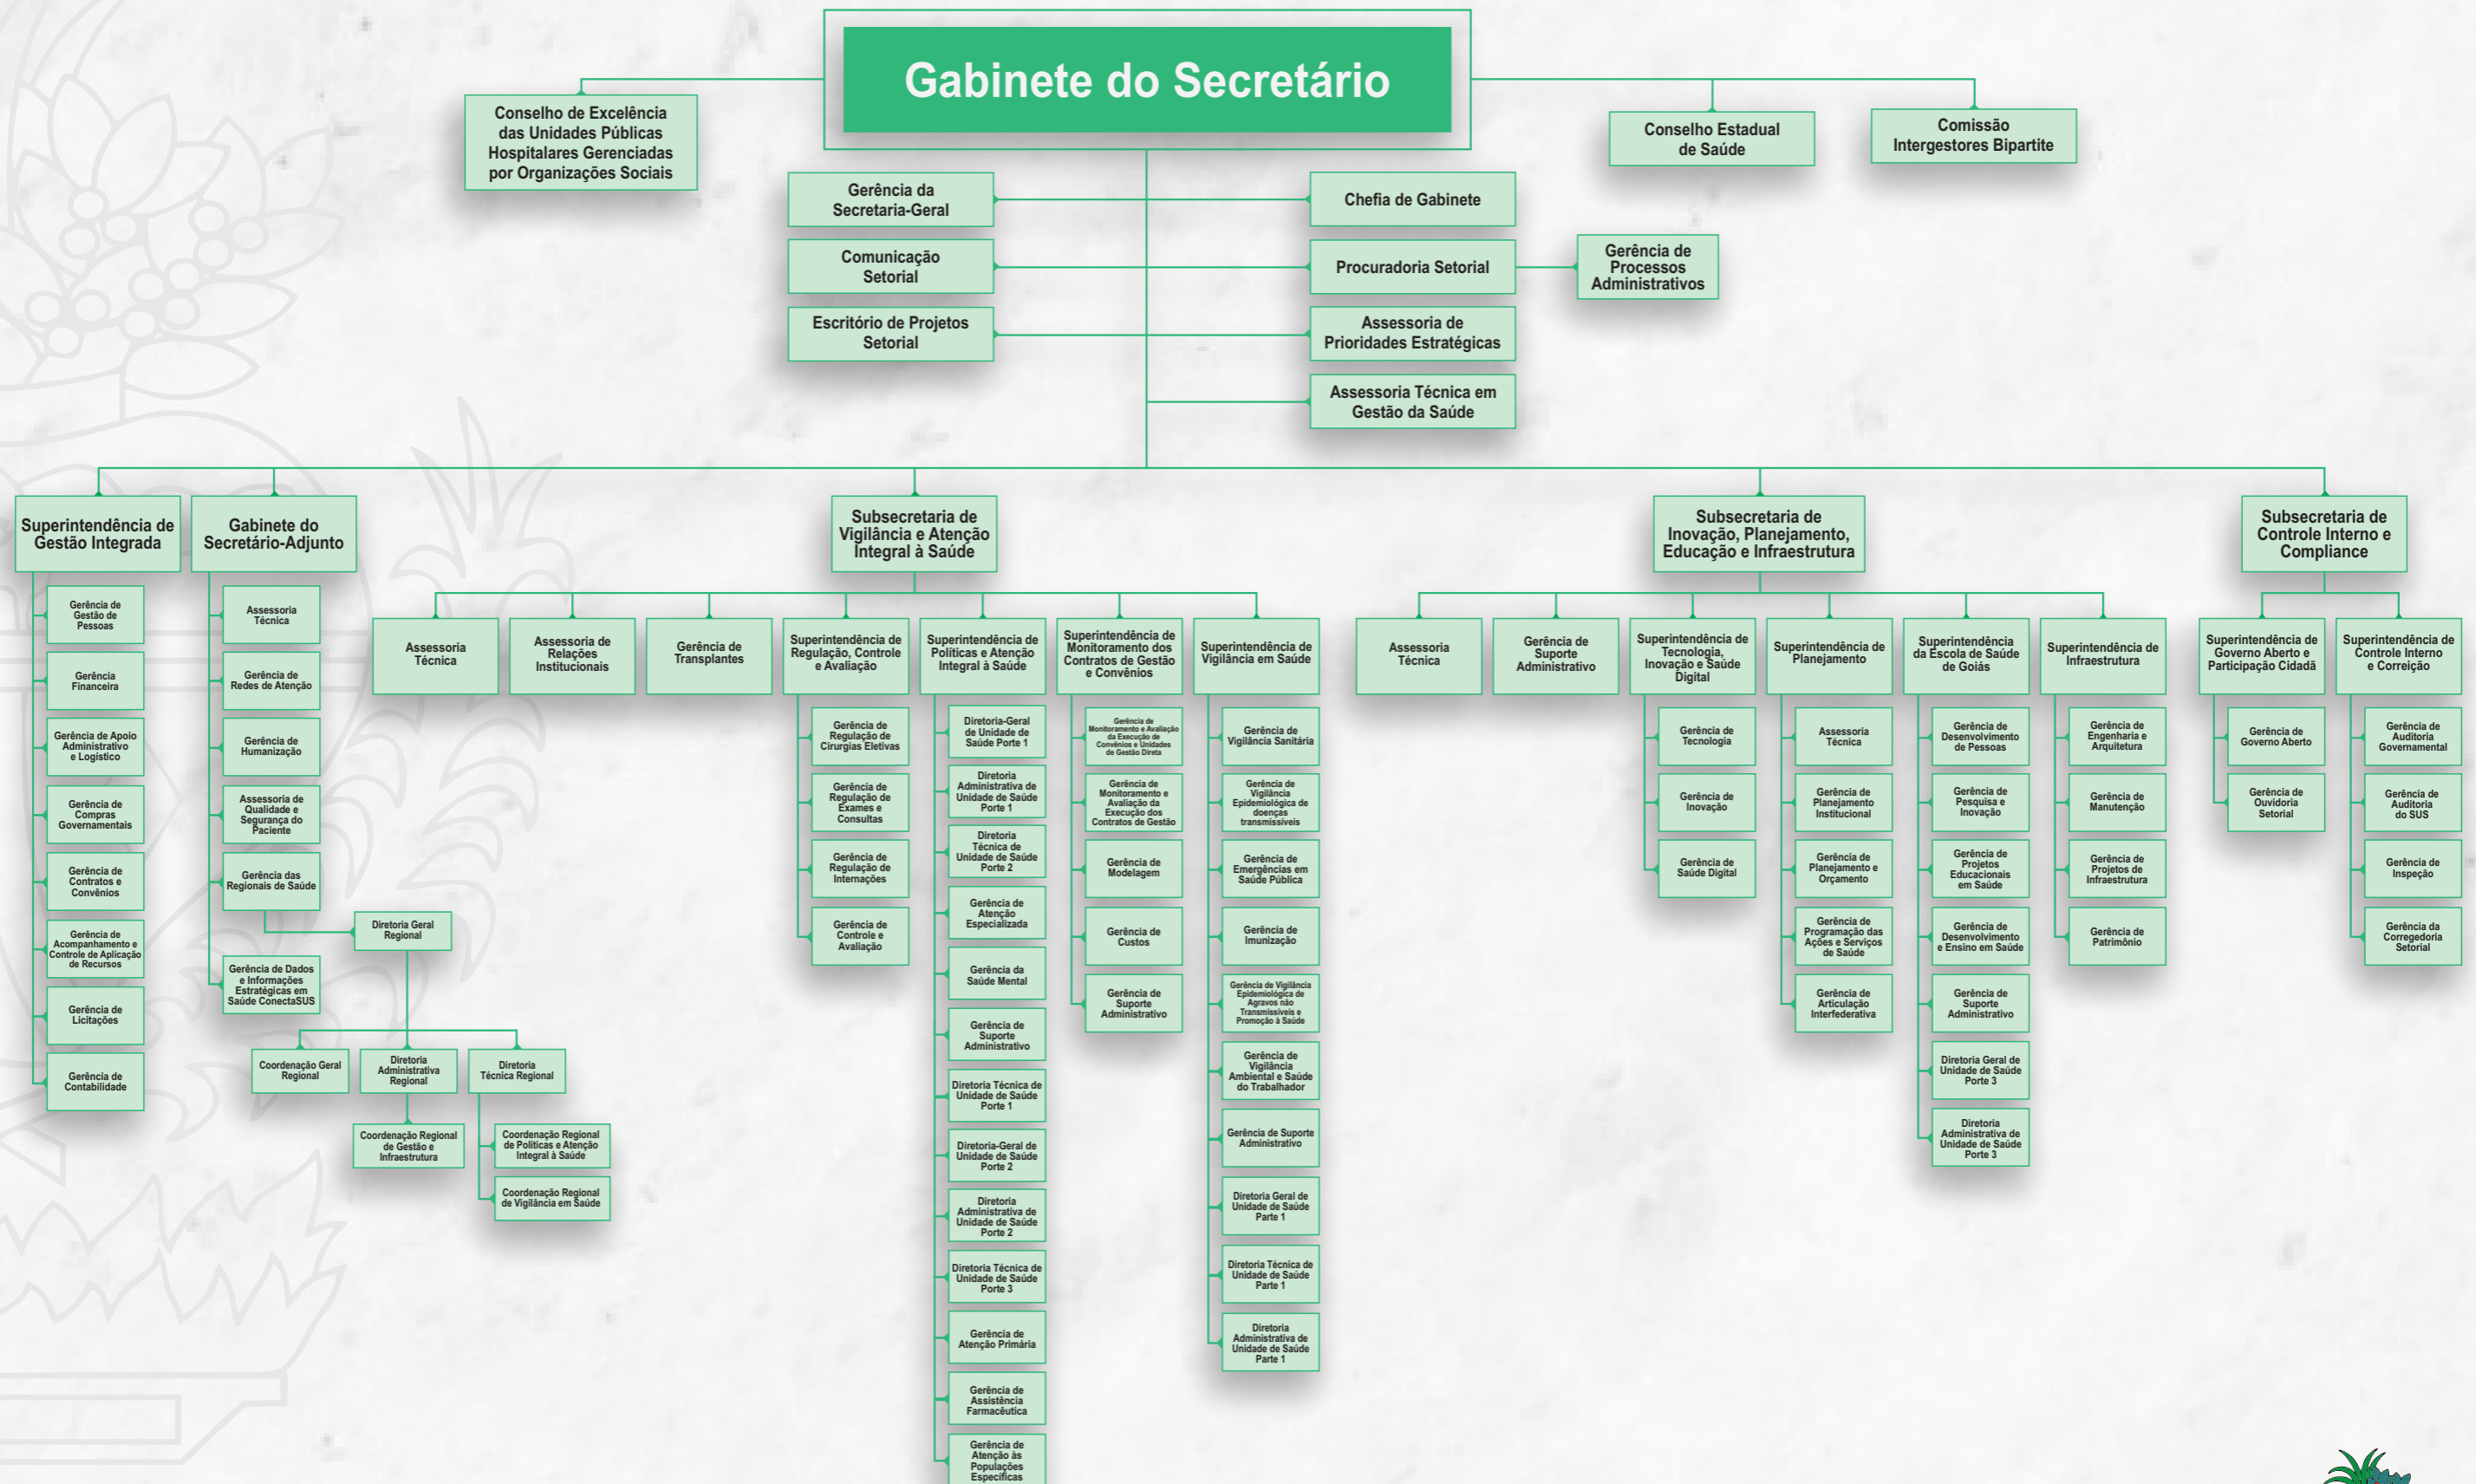 Gabinete do Secretário
Conselho de Excelência
das Unidades Públicas
Hospitalares Gerenciadas
por Organizações Sociais
Conselho Estadual
de Saúde
Comissão
Intergestores Bipartite
Gerência da
Secretaria-Geral
Chefia de Gabinete
Comunicação
Setorial
Procuradoria Setorial
Gerência de
Processos
Administrativos
Escritório de Projetos
Setorial
Assessoria de
Prioridades Estratégicas
Assessoria Técnica em
Gestão da Saúde
Superintendência de
Gestão Integrada
Gerência de
Gestão de
Pessoas
Gerência
Financeira
Gerência de Apoio
Administrativo
e Logístico
Gerência de
Compras
Governamentais
Gerência de
Contratos e
Convênios
Gerência de
Acompanhamento e
Controle de Aplicação
de Recursos
Gerência de
Licitações
Gerência de
Contabilidade
Gabinete do
Secretário-Adjunto
Assessoria
Técnica
Gerência de
Redes de Atenção
Gerência de
Humanização
Assessoria de
Qualidade e
Segurança do
Paciente
Gerência das
Regionais de Saúde
Diretoria Geral
Regional
Gerência de Dados
e Informações
Estratégicas em
Saúde ConectaSUS
Coordenação Geral
Regional
Diretoria
Administrativa
Regional
Diretoria
Técnica Regional
Coordenação Regional
de Gestão e
Infraestrutura
Coordenação Regional
de Políticas e Atenção
Integral à Saúde
Coordenação Regional
de Vigilância em Saúde
Subsecretaria de
Vigilância e Atenção
Integral à Saúde
Assessoria
Técnica
Assessoria de
Relações
Institucionais
Gerência de
Transplantes
Superintendência de
Regulação, Controle
e Avaliação
Gerência de
Regulação de
Cirurgias Eletivas
Gerência de
Regulação de
Exames e
Consultas
Gerência de
Regulação de
Internações
Gerência de
Controle e
Avaliação
Superintendência de
Políticas e Atenção
Integral à Saúde
Diretoria-Geral
de Unidade de
Saúde Porte 1
Diretoria
Administrativa de
Unidade de Saúde
Porte 1
Diretoria
Técnica de
Unidade de Saúde
Porte 2
Gerência de
Atenção
Especializada
Gerência da
Saúde Mental
Gerência de
Suporte
Administrativo
Diretoria Técnica de
Unidade de Saúde
Porte 1
Diretoria-Geral de
Unidade de Saúde
Porte 2
Diretoria
Administrativa de
Unidade de Saúde
Porte 2
Diretoria Técnica de
Unidade de Saúde
Porte 3
Gerência de
Atenção Primária
Gerência de
Assistência
Farmacêutica
Gerência de
Atenção às
Populações
Específicas
Superintendência de
Monitoramento dos
Contratos de Gestão
e Convênios
Gerência de
Monitoramento e Avaliação
da Execução de
Convênios e Unidades
de Gestão Direta
Gerência de
Monitoramento e
Avaliação da
Execução dos
Contratos de Gestão
Gerência de
Modelagem
Gerência de
Custos
Gerência de
Suporte
Administrativo
Superintendência de
Vigilância em Saúde
Gerência de
Vigilância Sanitária
Gerência de
Vigilância
Epidemiológica de
doenças
transmissíveis
Gerência de
Emergências em
Saúde Pública
Gerência de
Imunização
Gerência de Vigilância
Epidemiológica de
Agravos não
Transmissíveis e
Promoção à Saúde
Gerência de
Vigilância
Ambiental e Saúde
do Trabalhador
Gerência de Suporte
Administrativo
Diretoria Geral de
Unidade de Saúde
Parte 1
Diretoria Técnica de
Unidade de Saúde
Parte 1
Diretoria
Administrativa de
Unidade de Saúde
Parte 1
Subsecretaria de
Inovação, Planejamento,
Educação e Infraestrutura
Assessoria
Técnica
Gerência de
Suporte
Administrativo
Superintendência de
Tecnologia,
Inovação e Saúde
Digital
Gerência de
Tecnologia
Gerência de
Inovação
Gerência de
Saúde Digital
Superintendência de
Planejamento
Assessoria
Técnica
Gerência de
Planejamento
Institucional
Gerência de
Planejamento e
Orçamento
Gerência de
Programação das
Ações e Serviços
de Saúde
Gerência de
Articulação
Interfederativa
Superintendência
da Escola de Saúde
de Goiás
Gerência de
Desenvolvimento
de Pessoas
Gerência de
Pesquisa e
Inovação
Gerência de
Projetos
Educacionais
em Saúde
Gerência de
Desenvolvimento
e Ensino em Saúde
Gerência de
Suporte
Administrativo
Diretoria Geral de
Unidade de Saúde
Porte 3
Diretoria
Administrativa de
Unidade de Saúde
Porte 3
Superintendência de
Infraestrutura
Gerência de
Engenharia e
Arquitetura
Gerência de
Manutenção
Gerência de
Projetos de
Infraestrutura
Gerência de
Patrimônio
Subsecretaria de
Controle Interno e
Compliance
Superintendência de
Governo Aberto e
Participação Cidadã
Gerência de
Governo Aberto
Gerência de
Ouvidoria
Setorial
Superintendência de
Controle Interno
e Correição
Gerência de
Auditoria
Governamental
Gerência de
Auditoria
do SUS
Gerência de
Inspeção
Gerência da
Corregedoria
Setorial